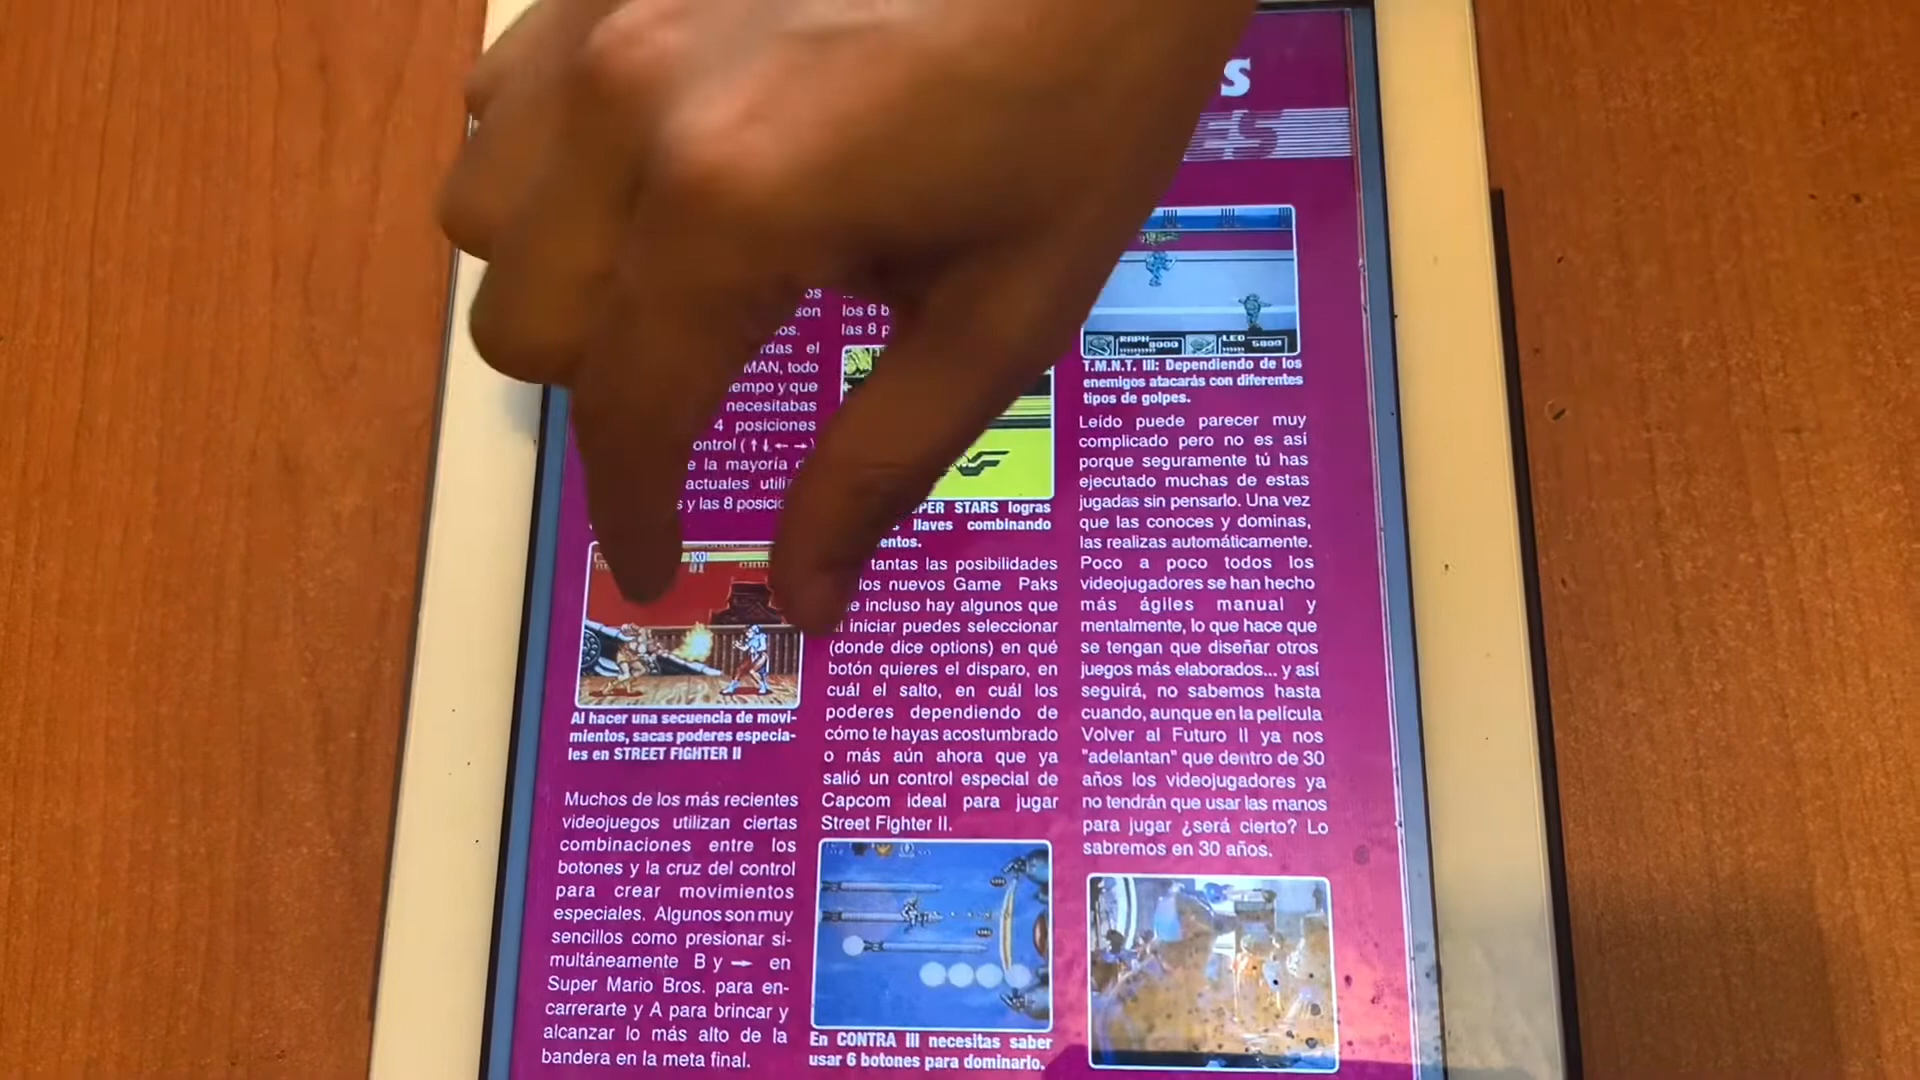 s
ES
os
son
los.
rdas el
MAN, todo
empo y que
necesitabas
4 posiciones
ontrol (↑↓←→)
e la mayoría
actuales
y las 8
KO
Al hacer una secuencia de movi-
mientos, sacas poderes especia-
les en STREET FIGHTER II
Muchos de los más recientes
videojuegos utilizan ciertas
combinaciones entre los
botones y la cruz del control
para crear movimientos
especiales. Algunos son muy
sencillos como presionar si-
multáneamente B y → en
Super Mario Bros. para en-
carrerarte y A para brincar y
alcanzar lo más alto de la
bandera en la meta final.
los 6 b
las 8 p
PER STARS logras
llaves combinando
entos.
tantas las posibilidades
los nuevos Game Paks
e incluso hay algunos que
al iniciar puedes seleccionar
(donde dice options) en qué
botón quieres el disparo, en
cuál el salto, en cuál los
poderes dependiendo de
cómo te hayas acostumbrado
o más aún ahora que ya
salió un control especial de
Capcom ideal para jugar
Street Fighter II.
En CONTRA III necesitas saber
usar 6 botones para dominarlo.
RAPH
LEO
T.M.N.T. III: Dependiendo de los
enemigos atacarás con diferentes
tipos de golpes.
Leído puede parecer muy
complicado pero no es así
porque seguramente tú has
ejecutado muchas de estas
jugadas sin pensarlo. Una vez
que las conoces y dominas,
las realizas automáticamente.
Poco a poco todos los
videojugadores se han hecho
más ágiles manual y
mentalmente, lo que hace que
se tengan que diseñar otros
juegos más elaborados... y así
seguirá, no sabemos hasta
cuando, aunque en la película
Volver al Futuro II ya nos
"adelantan" que dentro de 30
años los videojugadores ya
no tendrán que usar las manos
para jugar ¿será cierto? Lo
sabremos en 30 años.